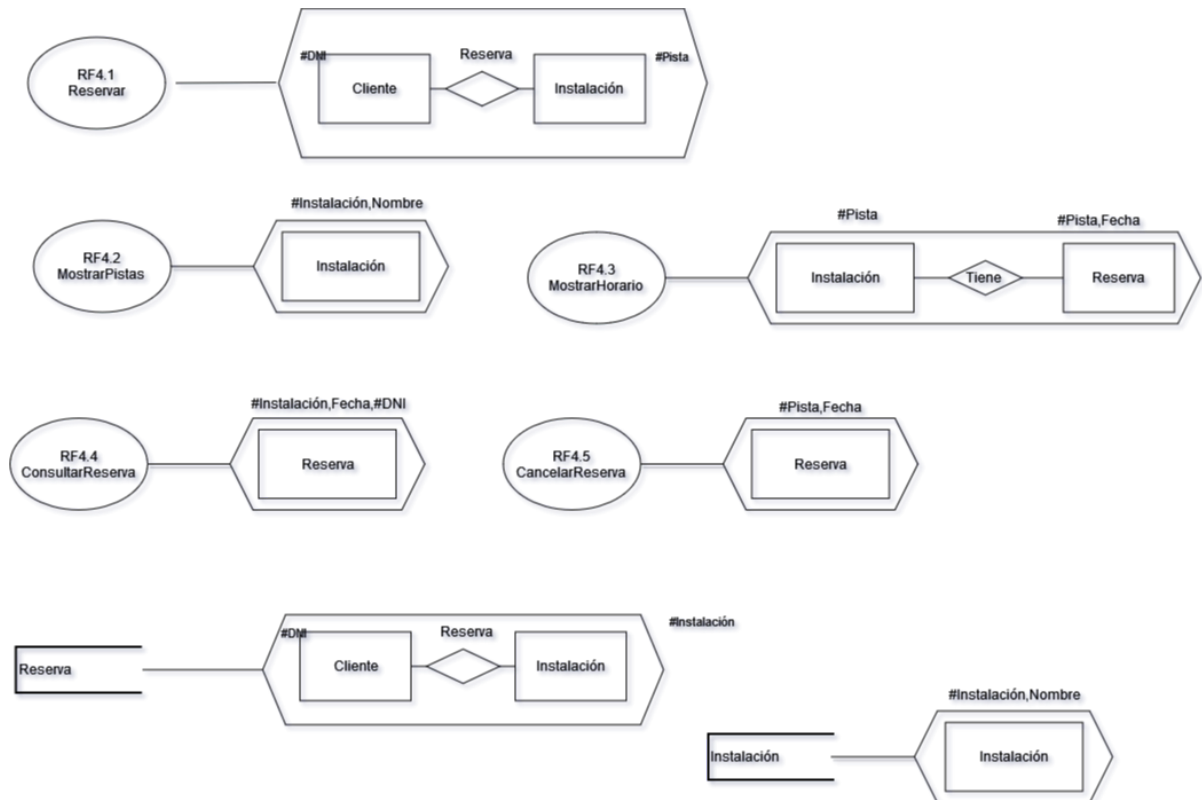 RF4.1
Reservar
#DNI
Cliente
Reserva
Instalación
#Pista
RF4.2
MostrarPistas
#Instalación,Nombre
Instalación
RF4.3
MostrarHorario
#Pista
Instalación
Tiene
#Pista,Fecha
Reserva
RF4.4
ConsultarReserva
#Instalación,Fecha,#DNI
Reserva
RF4.5
CancelarReserva
#Pista,Fecha
Reserva
Reserva
#DNI
Cliente
Reserva
Instalación
#Instalación
Instalación
#Instalación,Nombre
Instalación